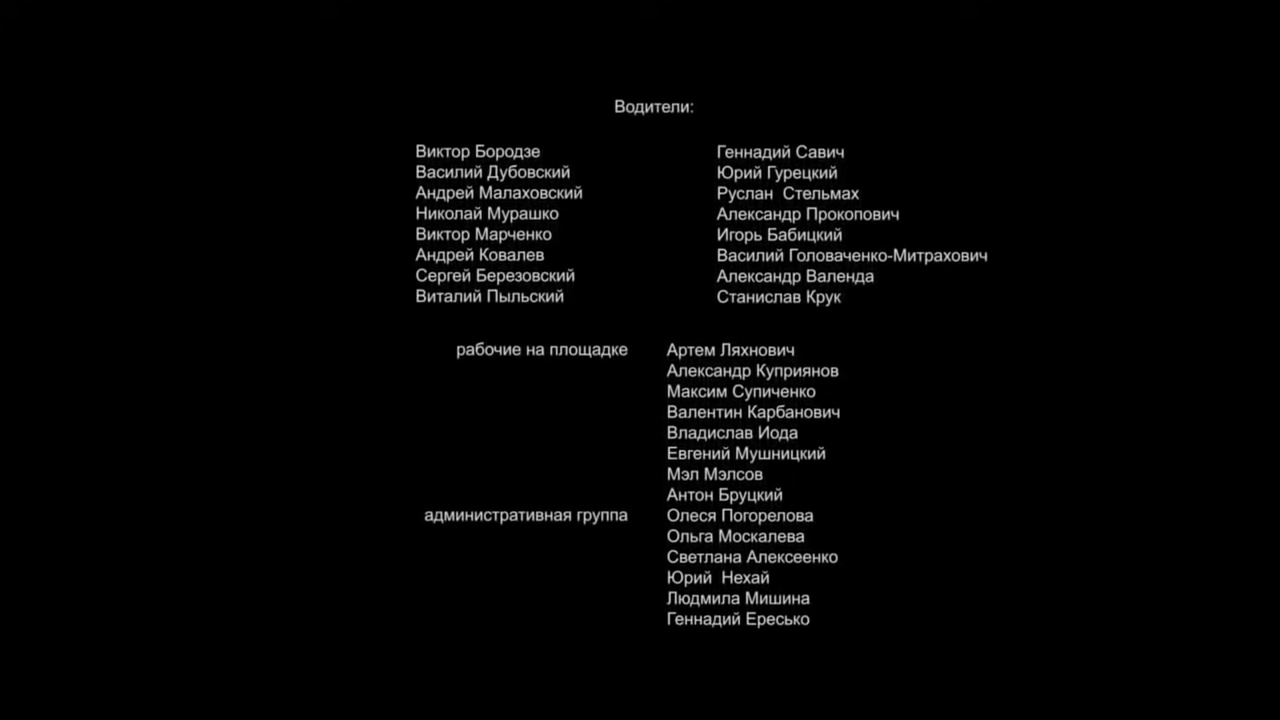 Водители:
Виктор Бородзе
Василий Дубовский
Андрей Малаховский
Николай Мурашко
Виктор Марченко
Андрей Ковалев
Сергей Березовский
Виталий Пыльский
Геннадий Савич
Юрий Гурецкий
Руслан  Стельмах
Александр Прокопович
Игорь Бабицкий
Василий Головаченко-Митрахович
Александр Валенда
Станислав Крук
рабочие на площадке
Артем Ляхнович
Александр Куприянов
Максим Супиченко
Валентин Карбанович
Владислав Иода
Евгений Мушницкий
Мэл Мэлсов
Антон Бруцкий
административная группа
Олеся Погорелова
Ольга Москалева
Светлана Алексеенко
Юрий  Нехай
Людмила Мишина
Геннадий Ересько